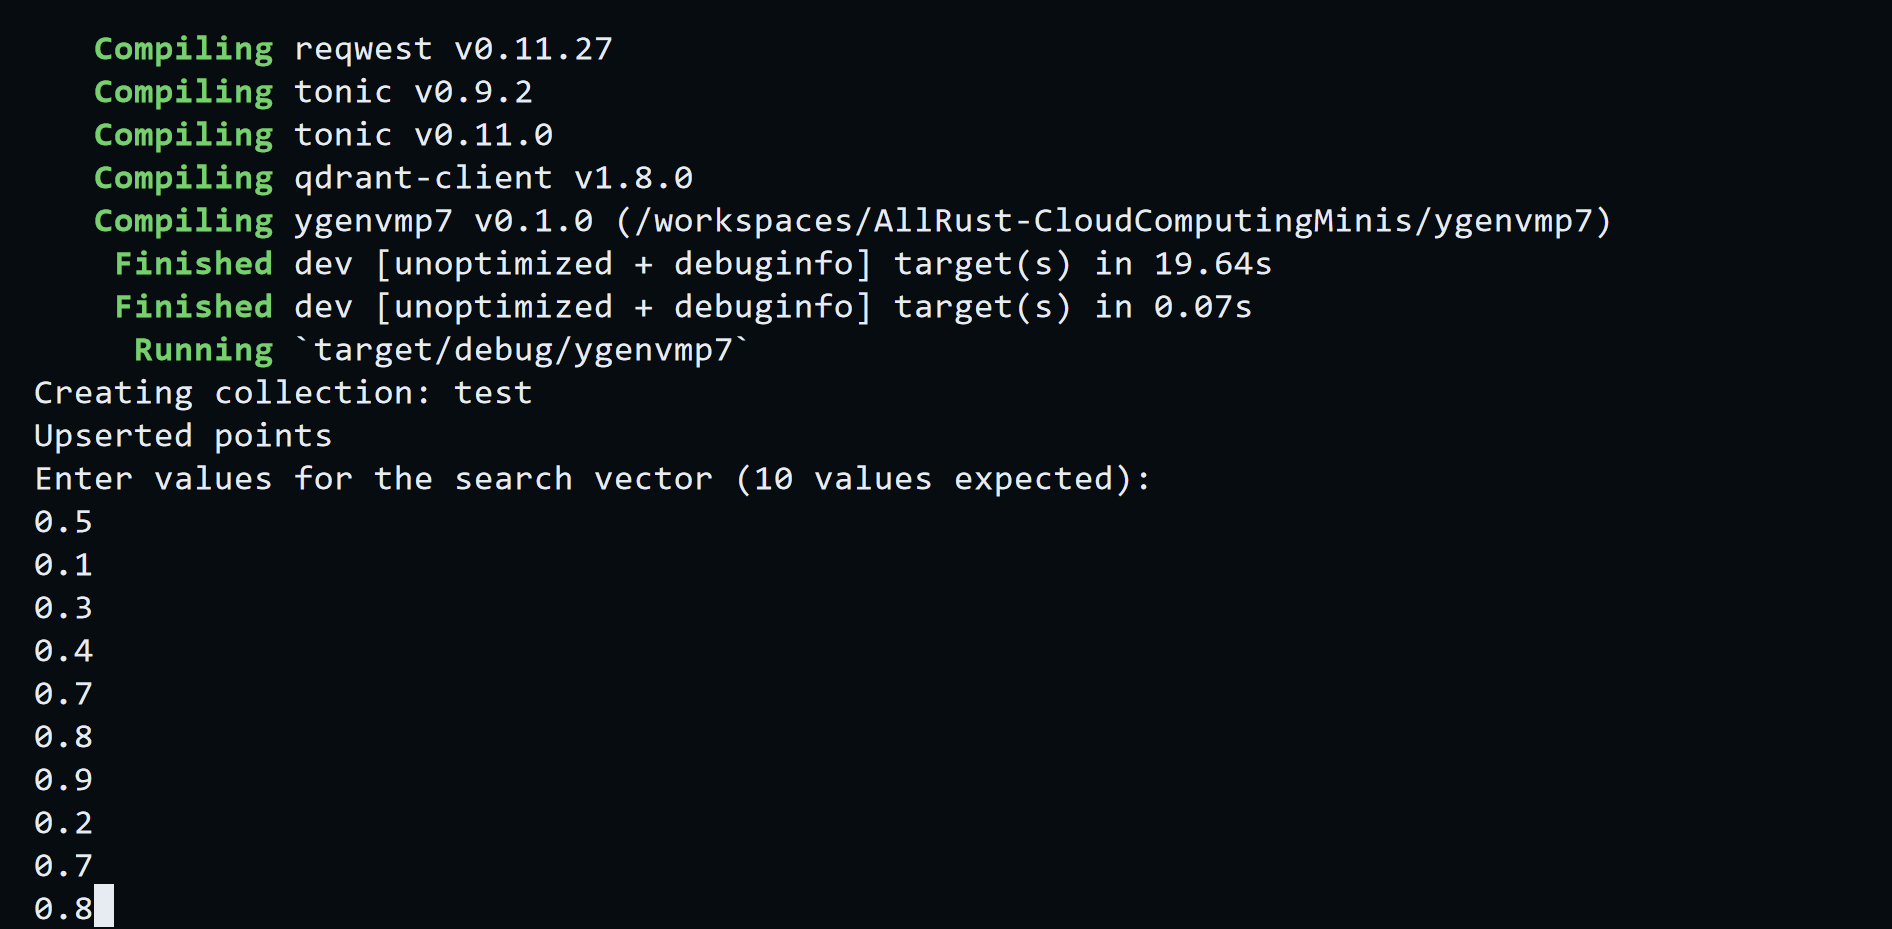 Compiling reqwest v0.11.27
Compiling tonic v0.9.2
Compiling tonic v0.11.0
Compiling qdrant-client v1.8.0
Compiling ygenvmp7 v0.1.0 (/workspaces/AllRust-CloudComputingMinis/ygenvmp7)
Finished dev [unoptimized + debuginfo] target(s) in 19.64s
Finished dev [unoptimized + debuginfo] target(s) in 0.07s
Running `target/debug/ygenvmp7`
Creating collection: test
Upserted points
Enter values for the search vector (10 values expected):
0.5
0.1
0.3
0.4
0.7
0.8
0.9
0.2
0.7
0.8